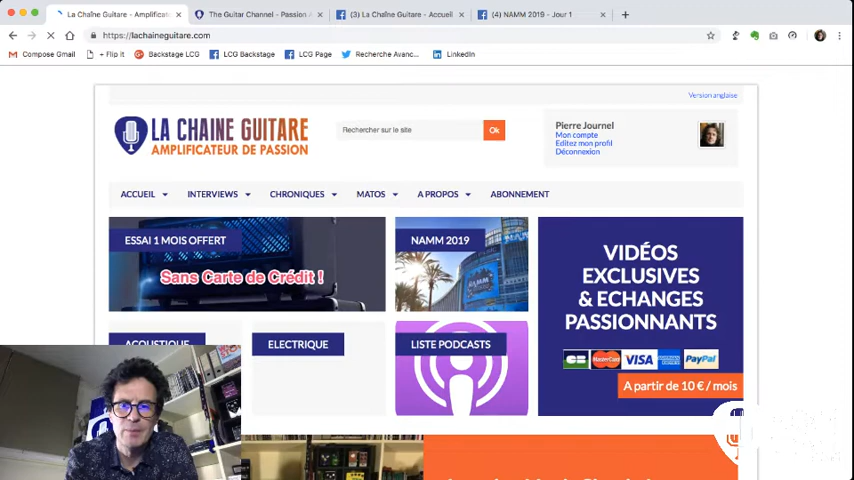 La Chaîne Guitare - Amplificat
The Guitar Channel - Passion A
(3) La Chaîne Guitare - Accueil
(4) NAMM 2019 - Jour 1
https://lachaineguitare.com
Compose Gmail
+ Flip it
Backstage LCG
LCG Backstage
LCG Page
Recherche Avanc...
LinkedIn
Version anglaise
LA CHAINE GUITARE
AMPLIFICATEUR DE PASSION
Rechercher sur le site
Ok
Pierre Journel
Mon compte
Editez mon profil
Déconnexion
ACCUEIL
INTERVIEWS
CHRONIQUES
MATOS
A PROPOS
ABONNEMENT
ESSAI 1 MOIS OFFERT
Sans Carte de Crédit !
NAMM 2019
VIDÉOS
EXCLUSIVES
& ECHANGES
PASSIONNANTS
CB
MasterCard
VISA
PayPal
A partir de 10 € / mois
ACOUSTIQUE
ELECTRIQUE
LISTE PODCASTS